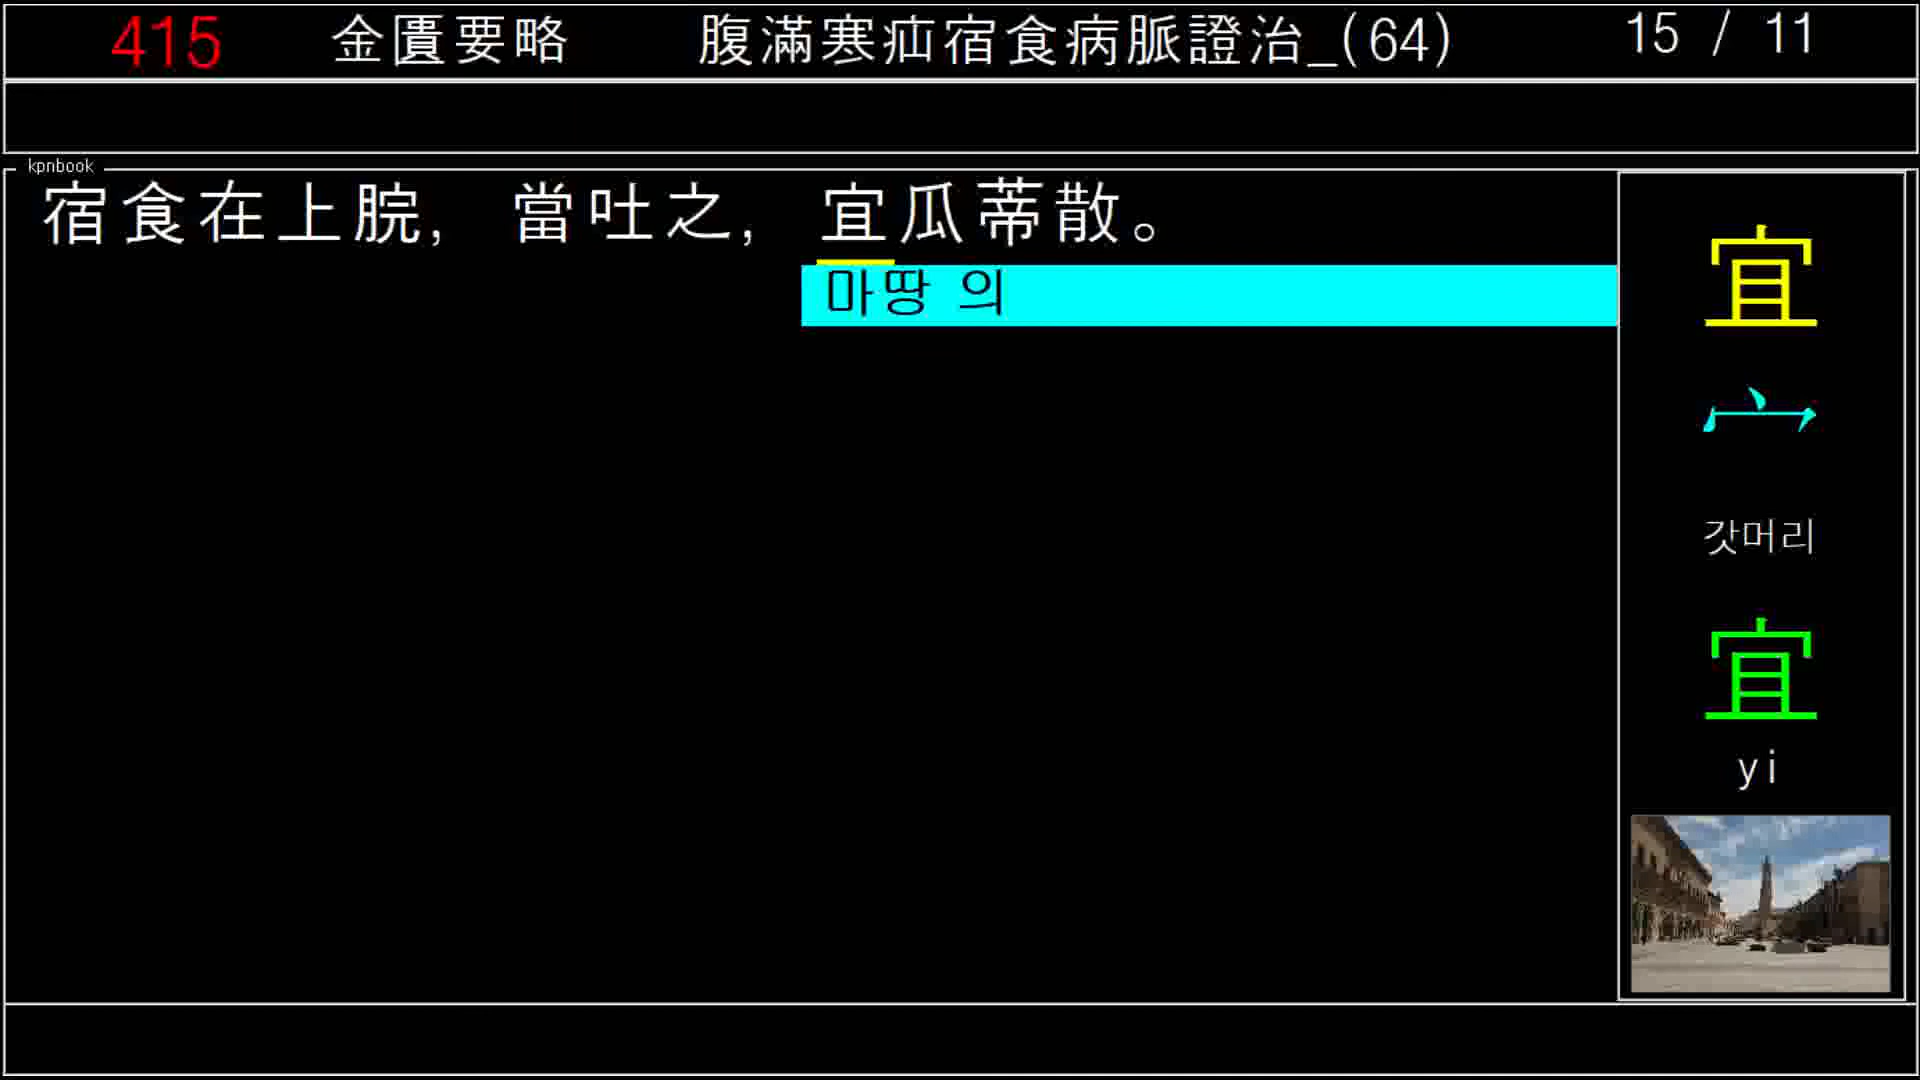 415 金匱要略 腹滿寒疝宿食病脈證治_(64) 15 / 11
kpnbook
宿食在上脘, 當吐之, 宜瓜蒂散。
마땅 의
宜
宀
갓머리
宜
yi